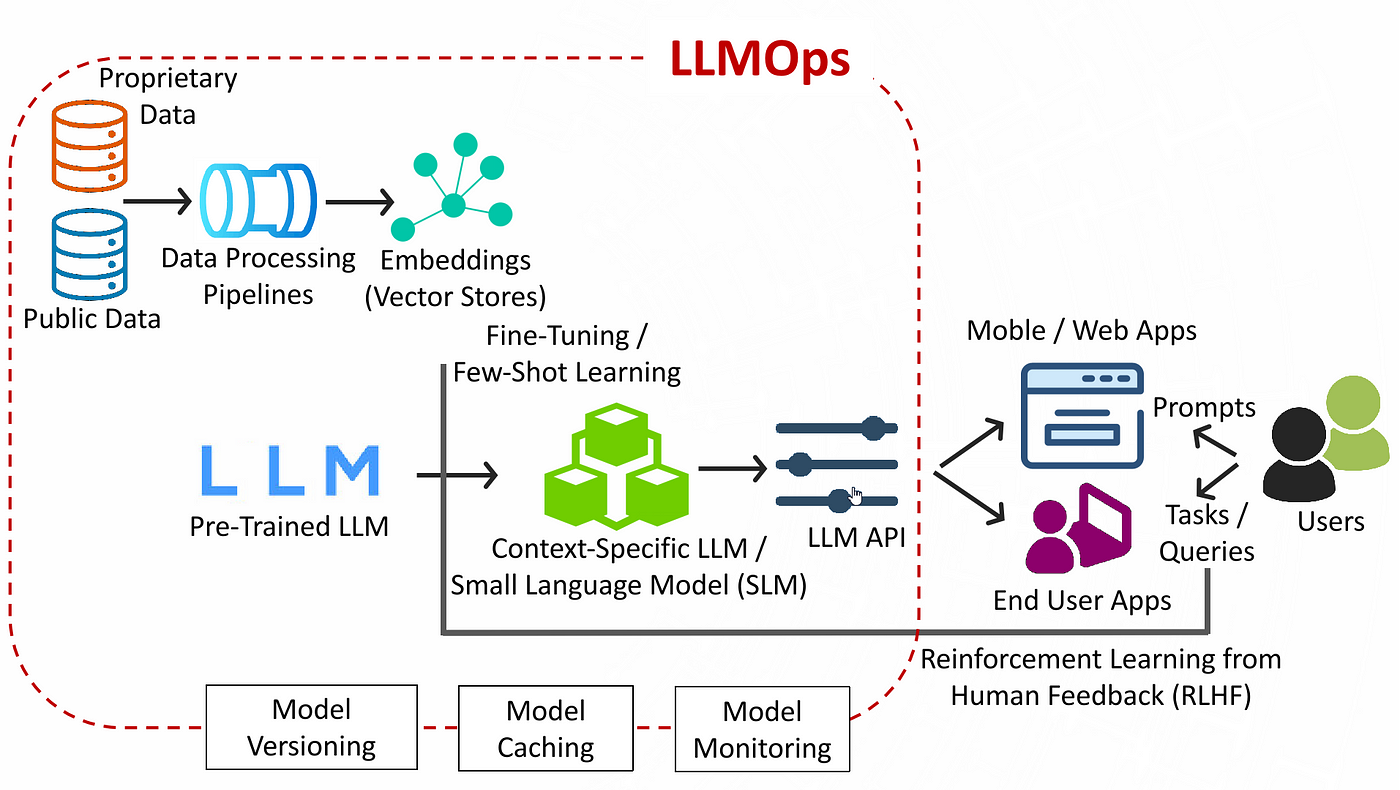 LLMOps
Proprietary
Data
Public Data
Data Processing
Pipelines
Embeddings
(Vector Stores)
Fine-Tuning /
Few-Shot Learning
LLM
Pre-Trained LLM
Context-Specific LLM /
Small Language Model (SLM)
LLM API
Moble / Web Apps
Prompts
Tasks /
Queries
Users
End User Apps
Reinforcement Learning from
Human Feedback (RLHF)
Model
Versioning
Model
Caching
Model
Monitoring